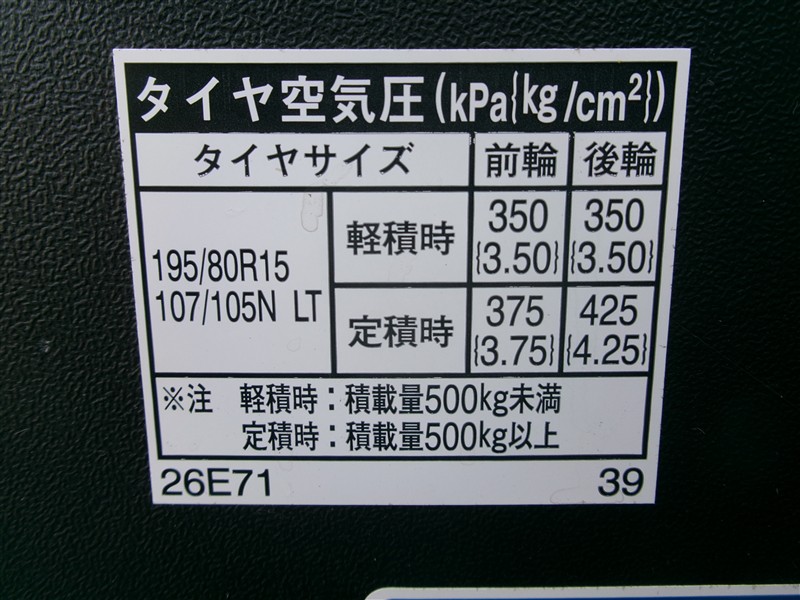 タイヤ空気圧(kPa{kg/cm²})
タイヤサイズ 前輪 後輪
195/80R15
107/105N LT
軽積時 350 {3.50} 350 {3.50}
定積時 375 {3.75} 425 {4.25}
※注 軽積時:積載量500kg未満
定積時:積載量500kg以上
26E71 39